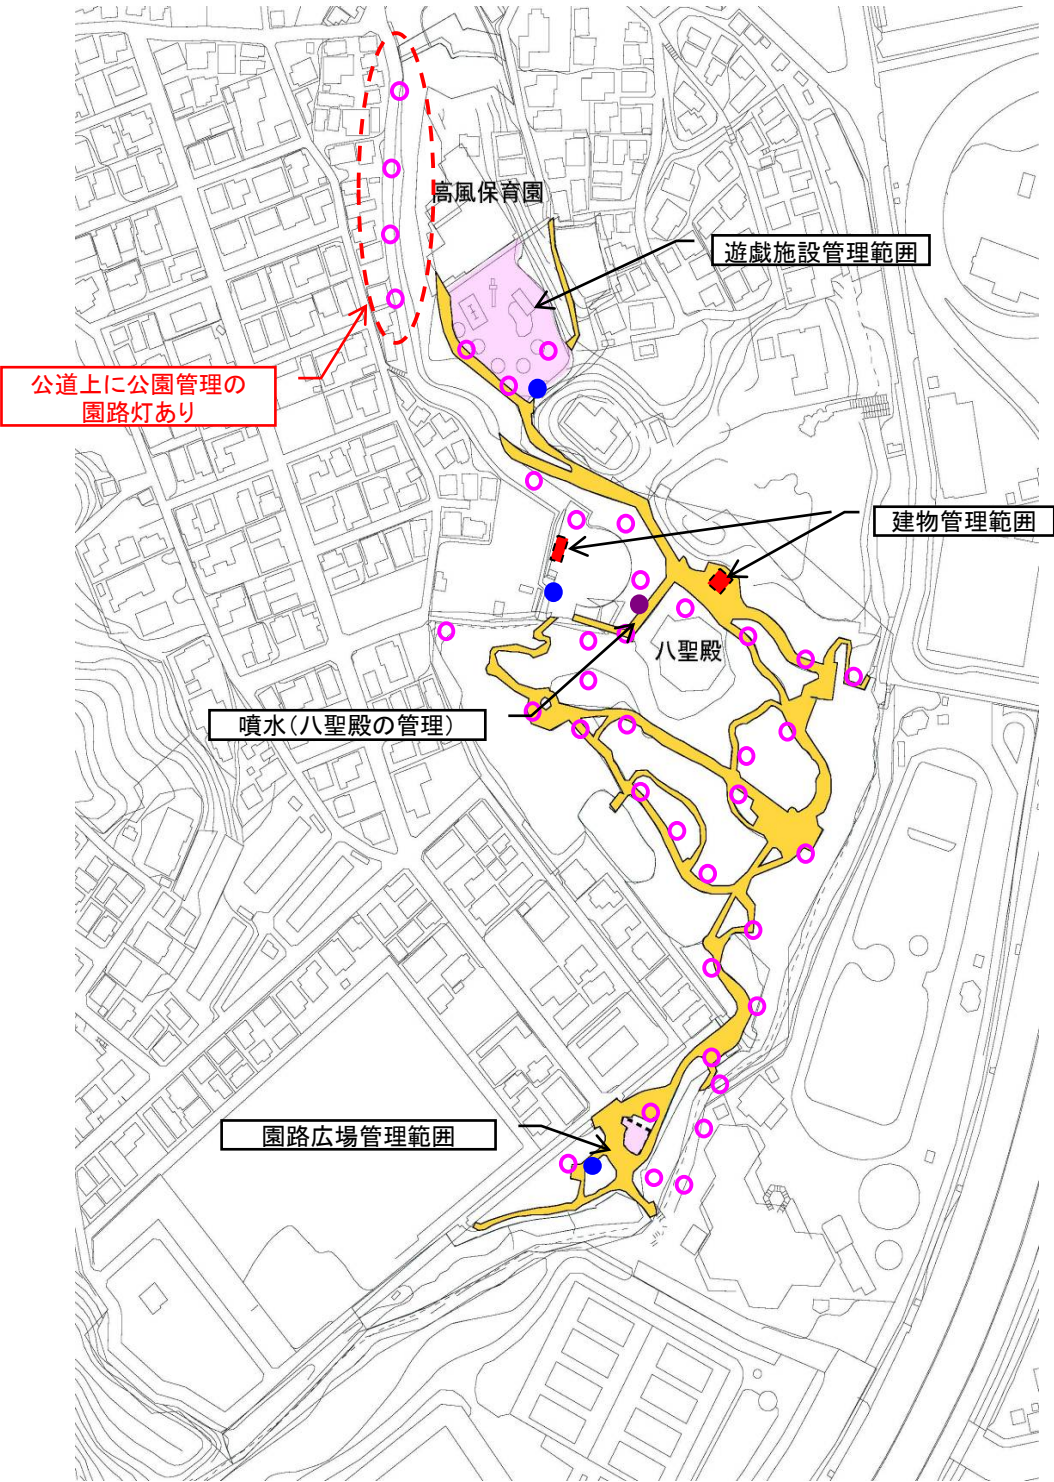 高風保育園
遊戯施設管理範囲
公道上に公園管理の
園路灯あり
建物管理範囲
八聖殿
噴水(八聖殿の管理)
園路広場管理範囲